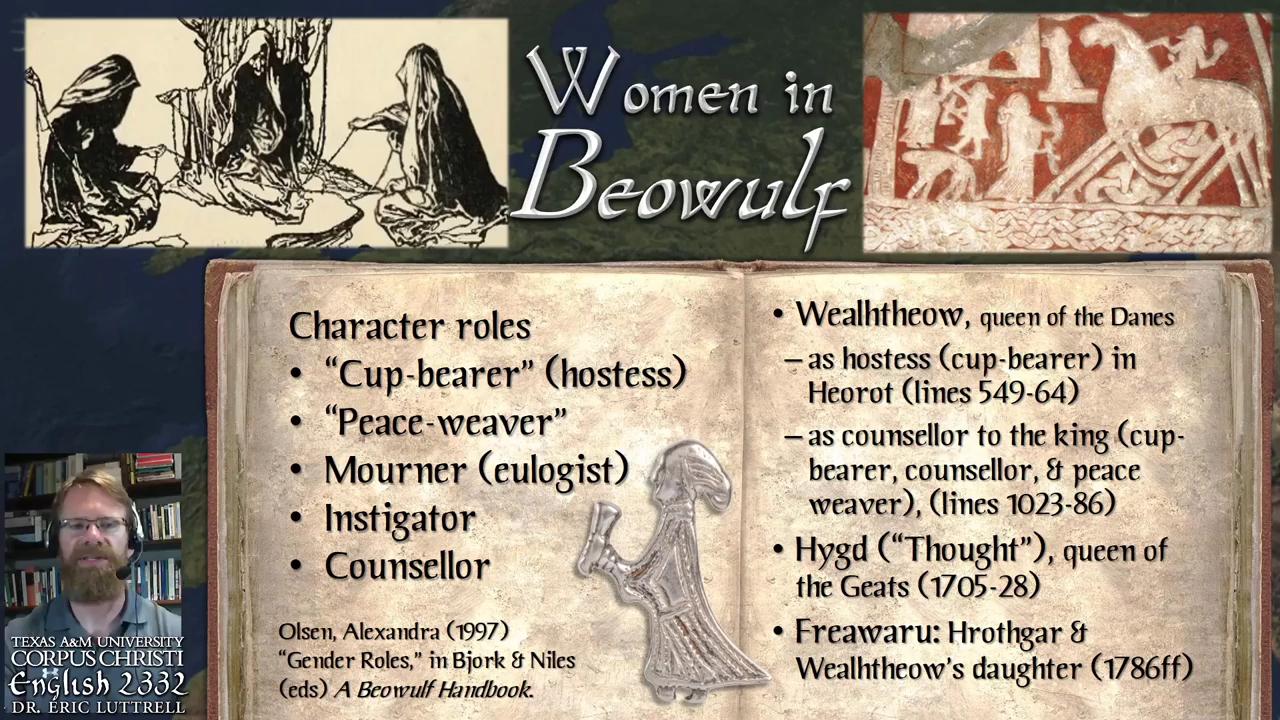 Women in
Beowulf
Character roles
• “Cup-bearer” (hostess)
• “Peace-weaver”
• Mourner (eulogist)
• Instigator
• Counsellor
Olsen, Alexandra (1997)
“Gender Roles,” in Bjork & Niles
(eds) A Beowulf Handbook.
• Wealhtheow, queen of the Danes
– as hostess (cup-bearer) in
Heorot (lines 549-64)
– as counsellor to the king (cup-
bearer, counsellor, & peace
weaver), (lines 1023-86)
• Hygd (“Thought”), queen of
the Geats (1705-28)
• Freawaru: Hrothgar &
Wealhtheow’s daughter (1786ff)
TEXAS A&M UNIVERSITY
CORPUS CHRISTI
English 2332
DR. ERIC LUTTRELL